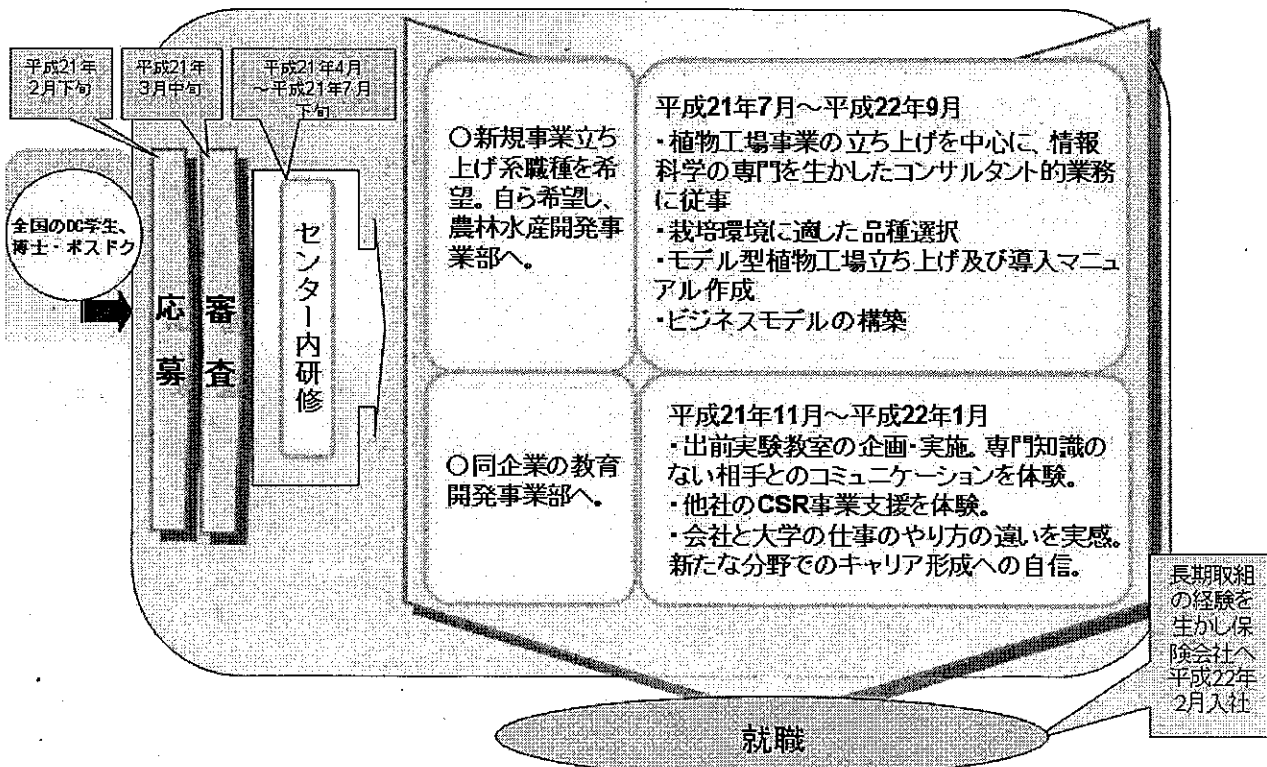 平成21年
2月下旬
平成21年
3月中旬
平成21年4月
～平成21年7月
下旬
全国のDC学生、
博士・ポスドク
応募
審査
センター内研修
○新規事業立ち
上げ系職種を希
望。自ら希望し、
農林水産開発事
業部へ。
平成21年7月～平成22年9月
・植物工場事業の立ち上げを中心に、情報
科学の専門を生かしたコンサルタント的業務
に従事
・栽培環境に適した品種選択
・モデル型植物工場立ち上げ及び導入マニュ
アル作成
・ビジネスモデルの構築
○同企業の教育
開発事業部へ。
平成21年11月～平成22年1月
・出前実験教室の企画・実施。専門知識の
ない相手とのコミュニケーションを体験。
・他社のCSR事業支援を体験。
・会社と大学の仕事のやり方の違いを実感。
新たな分野でのキャリア形成への自信。
長期取組
の経験を
生かし保
険会社へ
平成22年
2月入社
就職